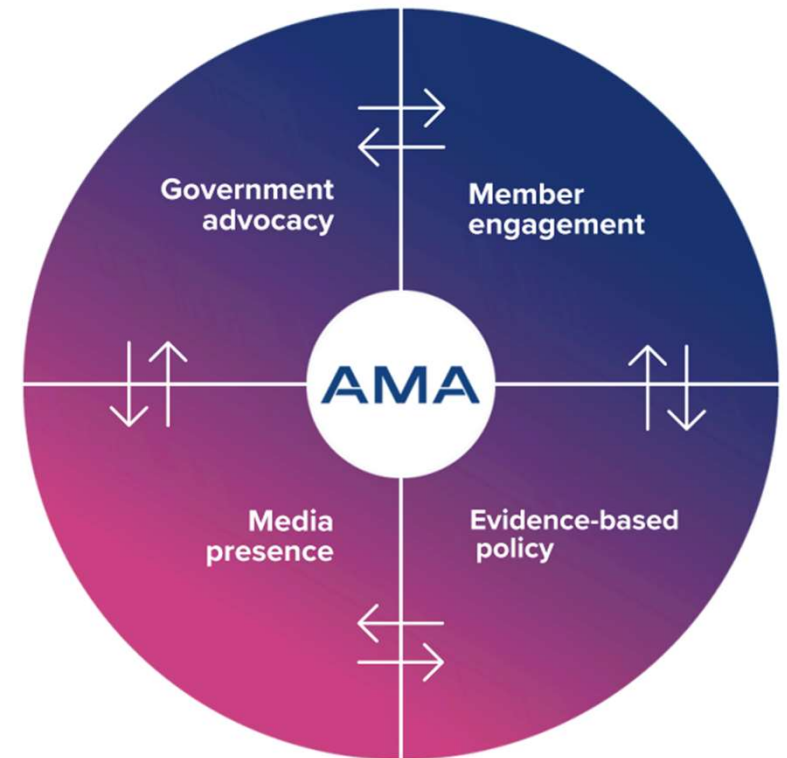 Government
advocacy
Member
engagement
AMA
Media
presence
Evidence-based
policy